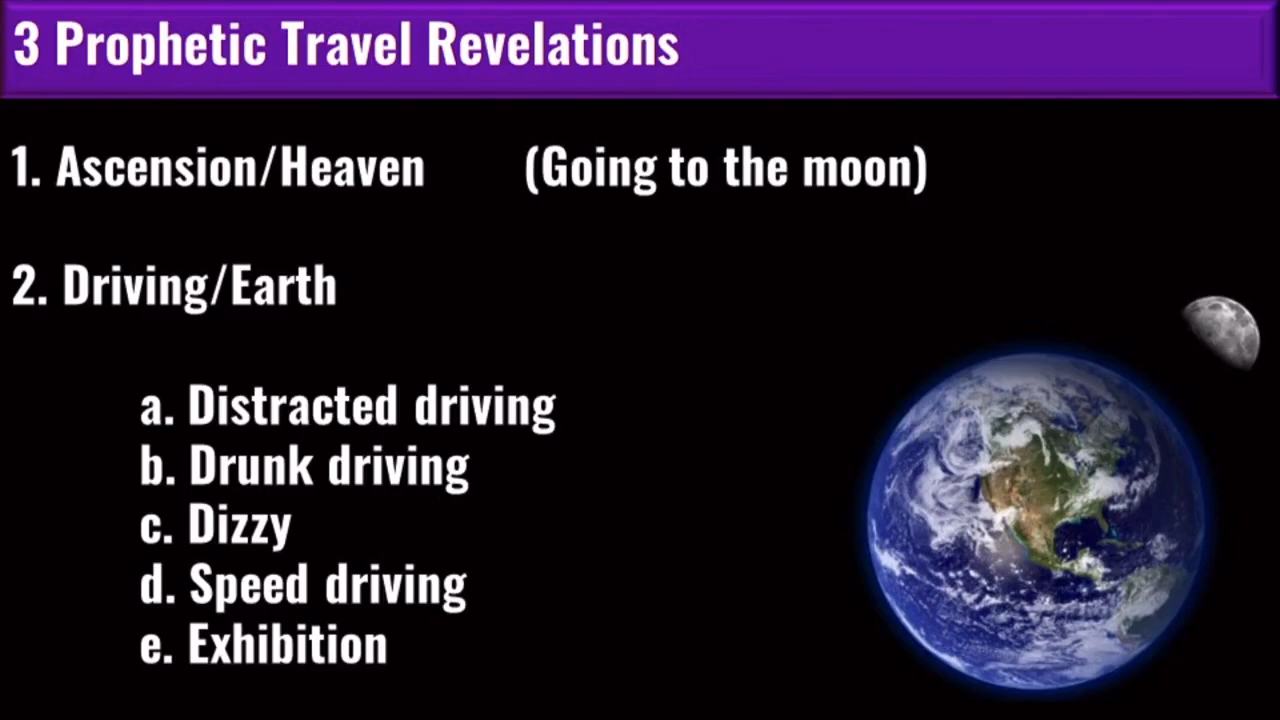 3 Prophetic Travel Revelations
1. Ascension/Heaven (Going to the moon)
2. Driving/Earth
a. Distracted driving
b. Drunk driving
c. Dizzy
d. Speed driving
e. Exhibition